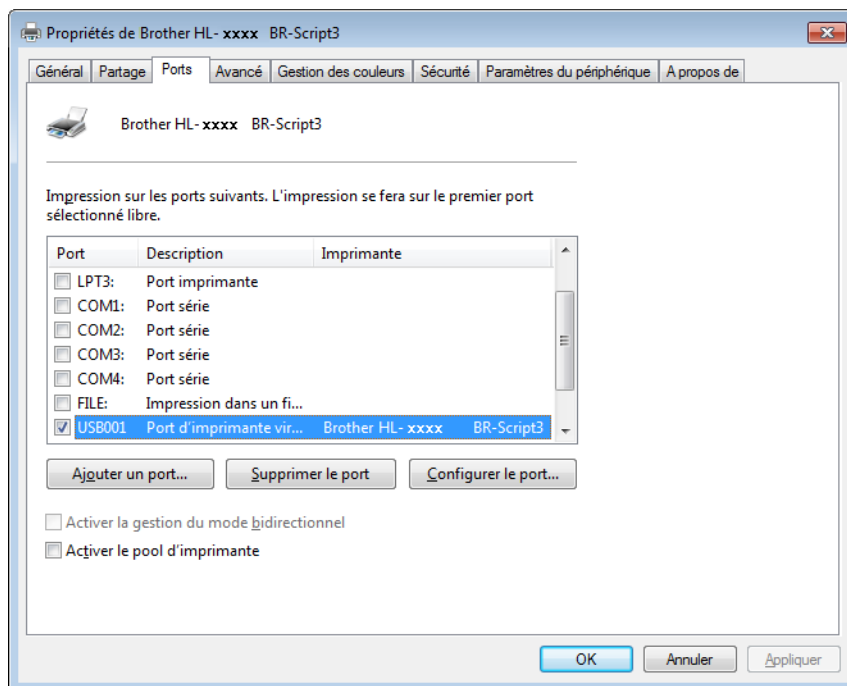 Propriétés de Brother HL- xxxx BR-Script3
Général Partage Ports Avancé Gestion des couleurs Sécurité Paramètres du périphérique A propos de
Brother HL- xxxx BR-Script3
Impression sur les ports suivants. L'impression se fera sur le premier port
sélectionné libre.
Port Description Imprimante
LPT3: Port imprimante
COM1: Port série
COM2: Port série
COM3: Port série
COM4: Port série
FILE: Impression dans un fi...
USB001 Port d'imprimante vir... Brother HL- xxxx BR-Script3
Ajouter un port... Supprimer le port Configurer le port...
Activer la gestion du mode bidirectionnel
Activer le pool d'imprimante
OK Annuler Appliquer